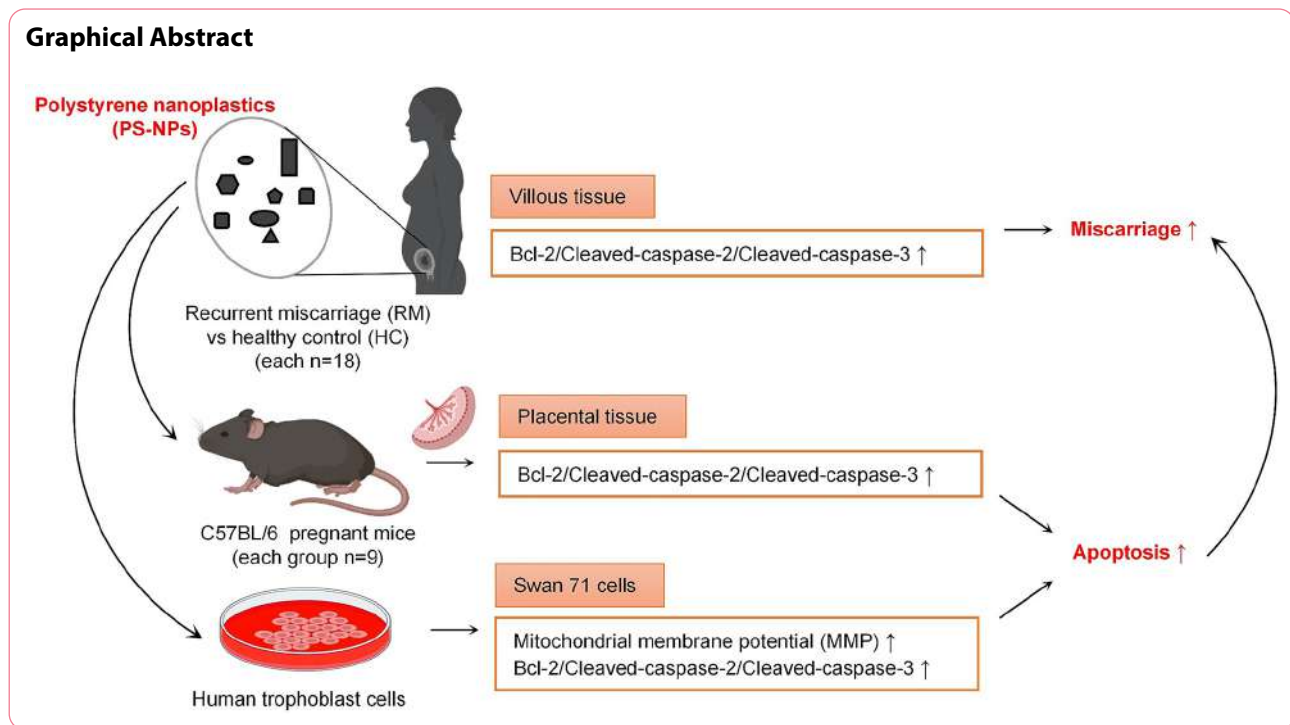 Graphical Abstract
Polystyrene nanoplastics
(PS-NPs)
Recurrent miscarriage (RM)
vs healthy control (HC)
(each n=18)
Villous tissue
Bcl-2/Cleaved-caspase-2/Cleaved-caspase-3 ↑
Miscarriage ↑
C57BL/6 pregnant mice
(each group n=9)
Placental tissue
Bcl-2/Cleaved-caspase-2/Cleaved-caspase-3 ↑
Apoptosis ↑
Human trophoblast cells
Swan 71 cells
Mitochondrial membrane potential (MMP) ↑
Bcl-2/Cleaved-caspase-2/Cleaved-caspase-3 ↑